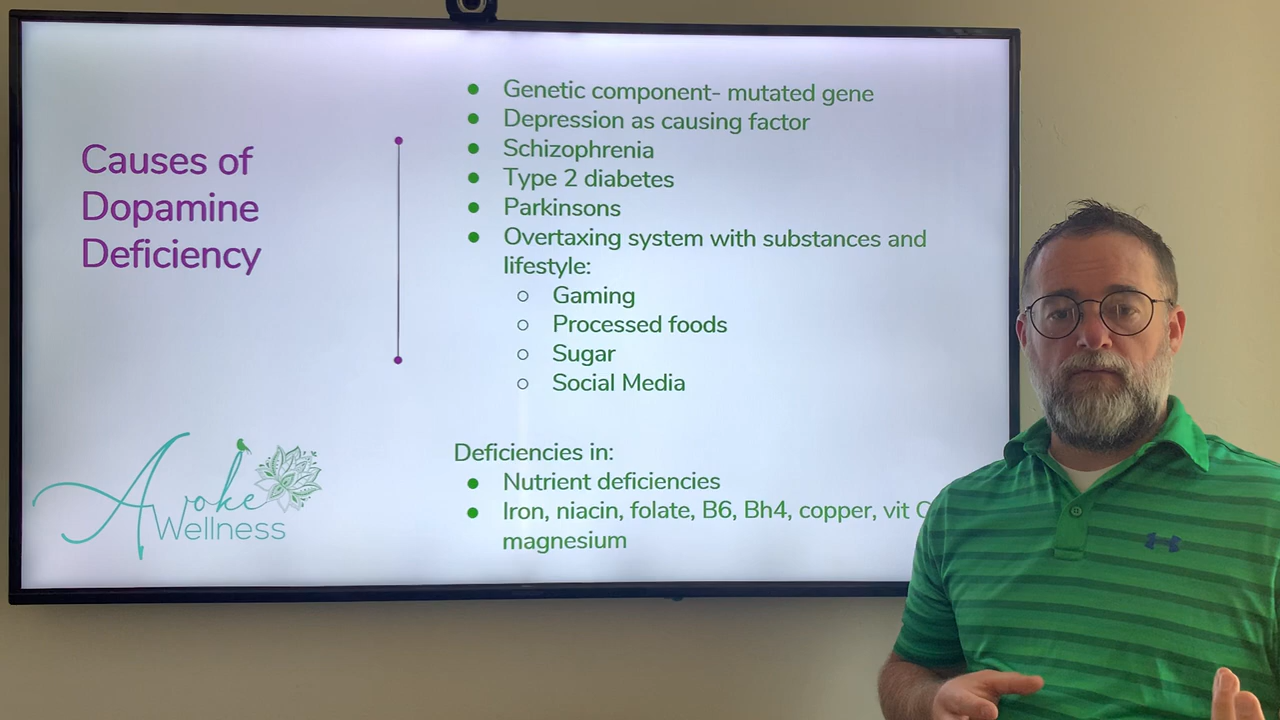 Causes of
Dopamine
Deficiency
● Genetic component- mutated gene
● Depression as causing factor
● Schizophrenia
● Type 2 diabetes
● Parkinsons
● Overtaxing system with substances and
lifestyle:
○ Gaming
○ Processed foods
○ Sugar
○ Social Media
Deficiencies in:
● Nutrient deficiencies
● Iron, niacin, folate, B6, Bh4, copper, vit
magnesium
Avoke
Wellness